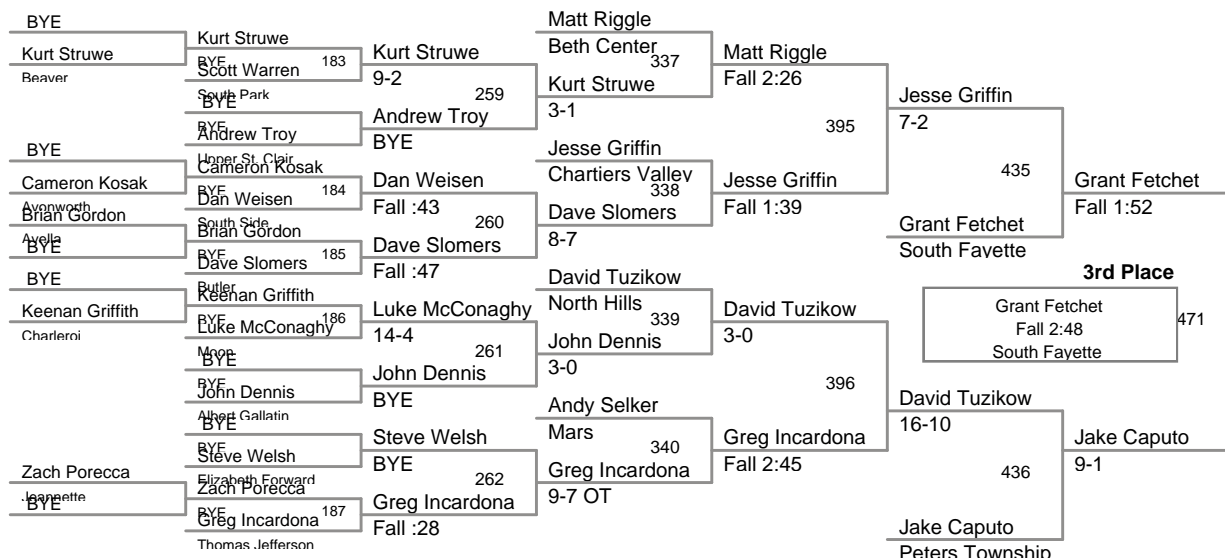 BYE
Kurt Struwe
Beaver
BYE
Cameron Kosak
Avonworth
Brian Gordon
Avella
BYE
BYE
Keenan Griffith
Charleroi
Zach Porecca
Jeannette
BYE
Kurt Struwe
BYE
183
Scott Warren
South Park
BYE
BYE
Andrew Troy
Upper St. Clair
Cameron Kosak
BYE
184
Dan Weisen
South Side
Brian Gordon
BYE
185
Dave Slomers
Butler
Keenan Griffith
BYE
186
Luke McConaghy
Moon
BYE
BYE
John Dennis
Albert Gallatin
BYE
BYE
Steve Welsh
Elizabeth Forward
Zach Porecca
BYE
187
Greg Incardona
Thomas Jefferson
Kurt Struwe
9-2
259
Andrew Troy
BYE
Dan Weisen
Fall :43
260
Dave Slomers
Fall :47
Luke McConaghy
14-4
261
John Dennis
BYE
Steve Welsh
BYE
262
Greg Incardona
Fall :28
Matt Riggle
Beth Center
337
Kurt Struwe
3-1
Jesse Griffin
Chartiers Valley
338
Dave Slomers
8-7
David Tuzikow
North Hills
339
John Dennis
3-0
Andy Selker
Mars
340
Greg Incardona
9-7 OT
Matt Riggle
Fall 2:26
395
Jesse Griffin
Fall 1:39
David Tuzikow
3-0
396
Greg Incardona
Fall 2:45
Jesse Griffin
7-2
435
Grant Fetchet
South Fayette
David Tuzikow
16-10
436
Jake Caputo
Peters Township
Grant Fetchet
Fall 1:52
3rd Place
Grant Fetchet
Fall 2:48
South Fayette
471
Jake Caputo
9-1